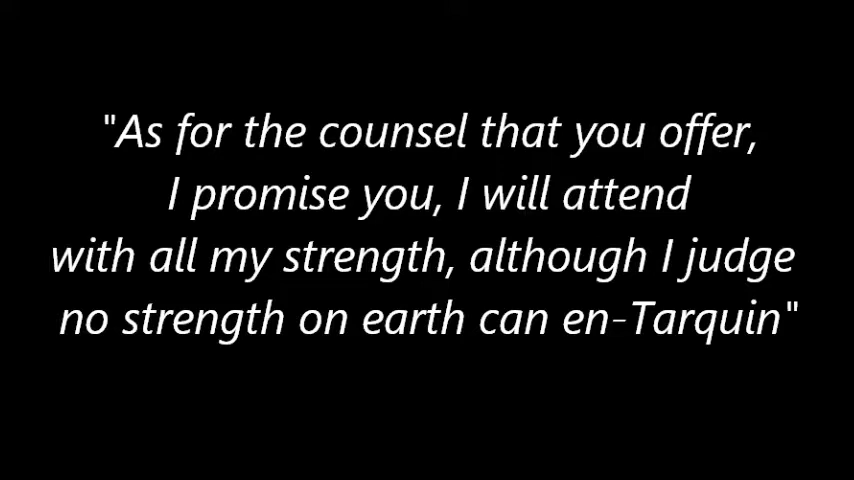 "As for the counsel that you offer,
I promise you, I will attend
with all my strength, although I judge
no strength on earth can en-Tarquin"